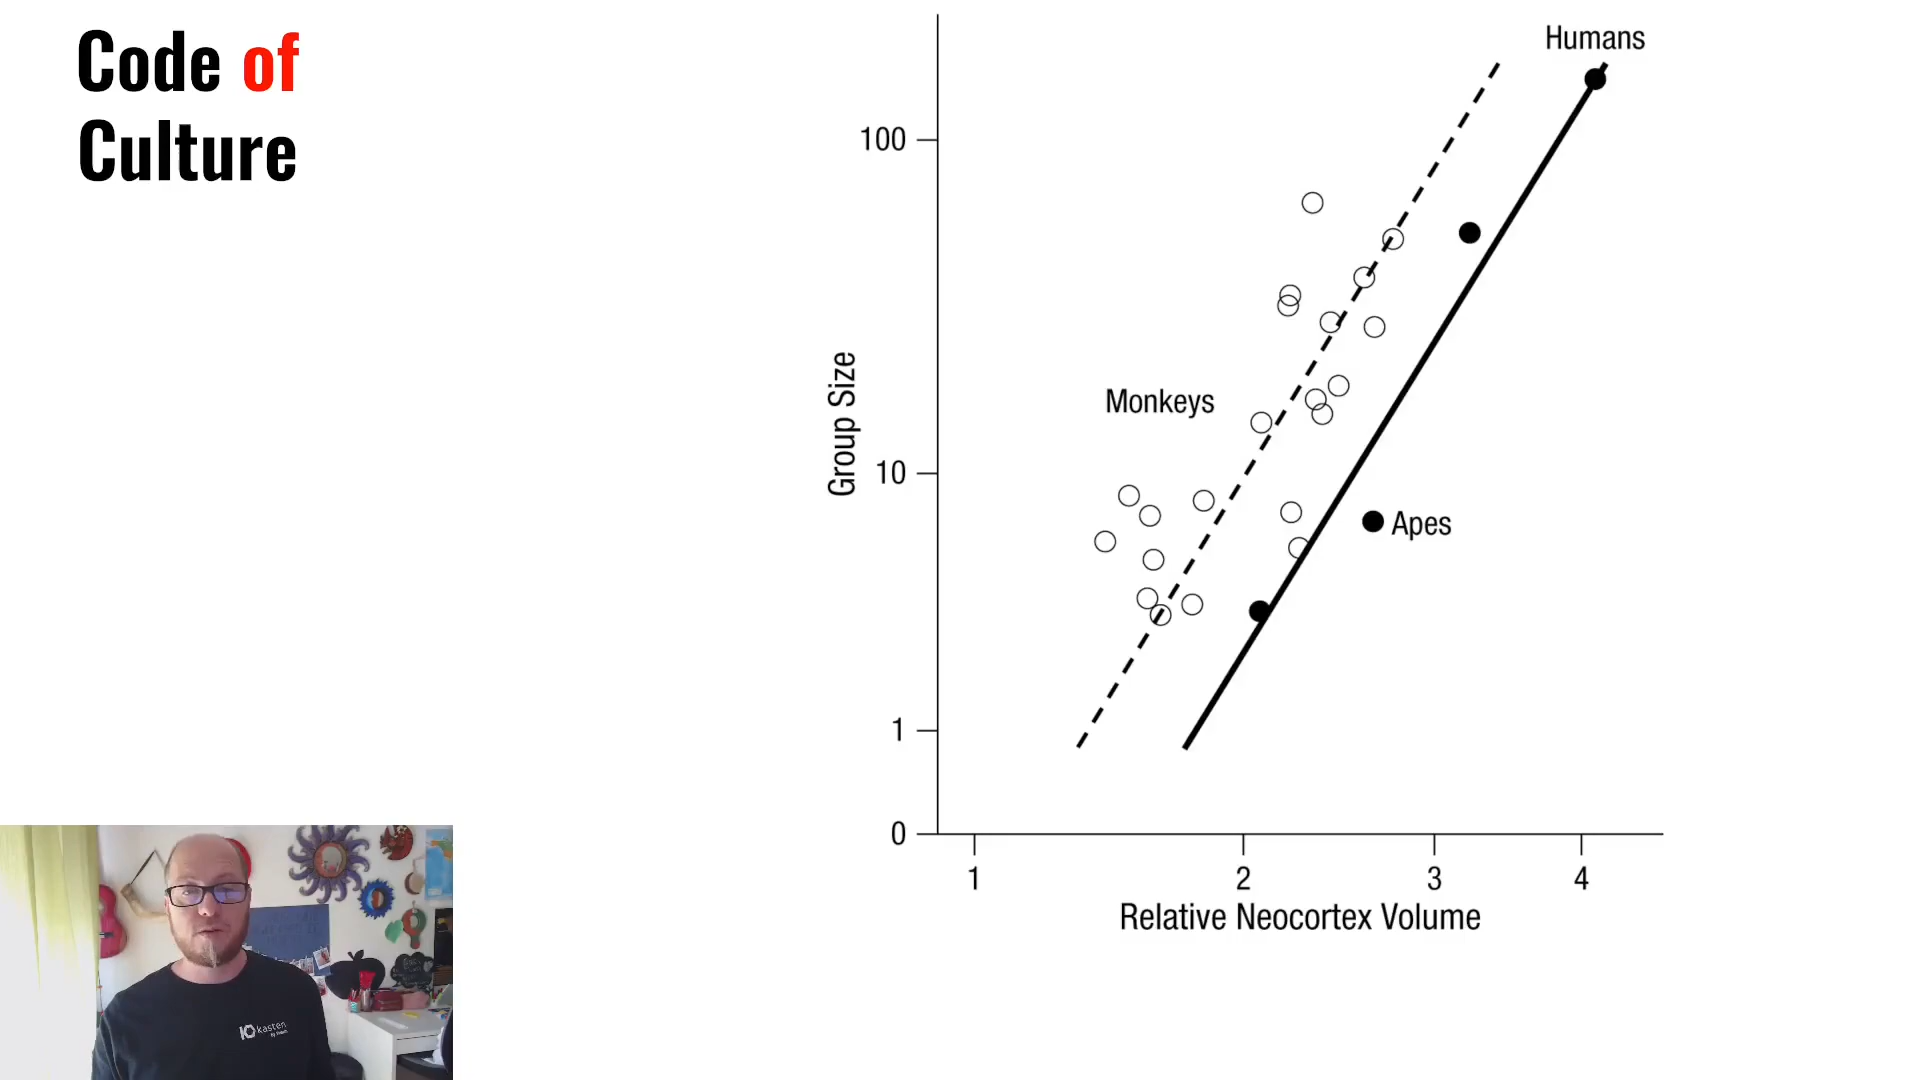 Code of
Culture
Humans
100
Monkeys
Group Size
10
Apes
1
0
1 2 3 4
Relative Neocortex Volume
kasten